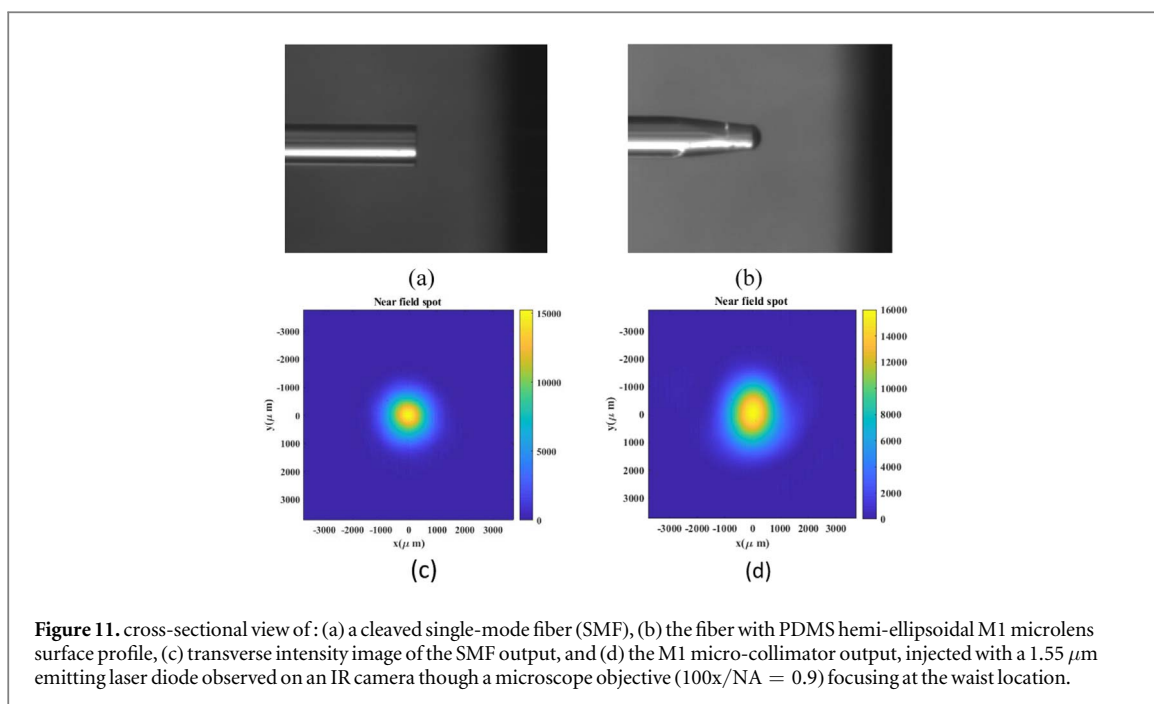 (a)
(b)
Near field spot
Near field spot
-3000
-2000
-1000
0
1000
2000
3000
y(μ m)
-3000 -2000 -1000 0 1000 2000 3000
x(μ m)
15000
10000
5000
0
-3000
-2000
-1000
0
1000
2000
3000
y(μ m)
-3000 -2000 -1000 0 1000 2000 3000
x(μ m)
16000
14000
12000
10000
8000
6000
4000
2000
0
(c)
(d)
Figure 11. cross-sectional view of : (a) a cleaved single-mode fiber (SMF), (b) the fiber with PDMS hemi-ellipsoidal M1 microlens
surface profile, (c) transverse intensity image of the SMF output, and (d) the M1 micro-collimator output, injected with a 1.55 μm
emitting laser diode observed on an IR camera though a microscope objective (100x/NA = 0.9) focusing at the waist location.